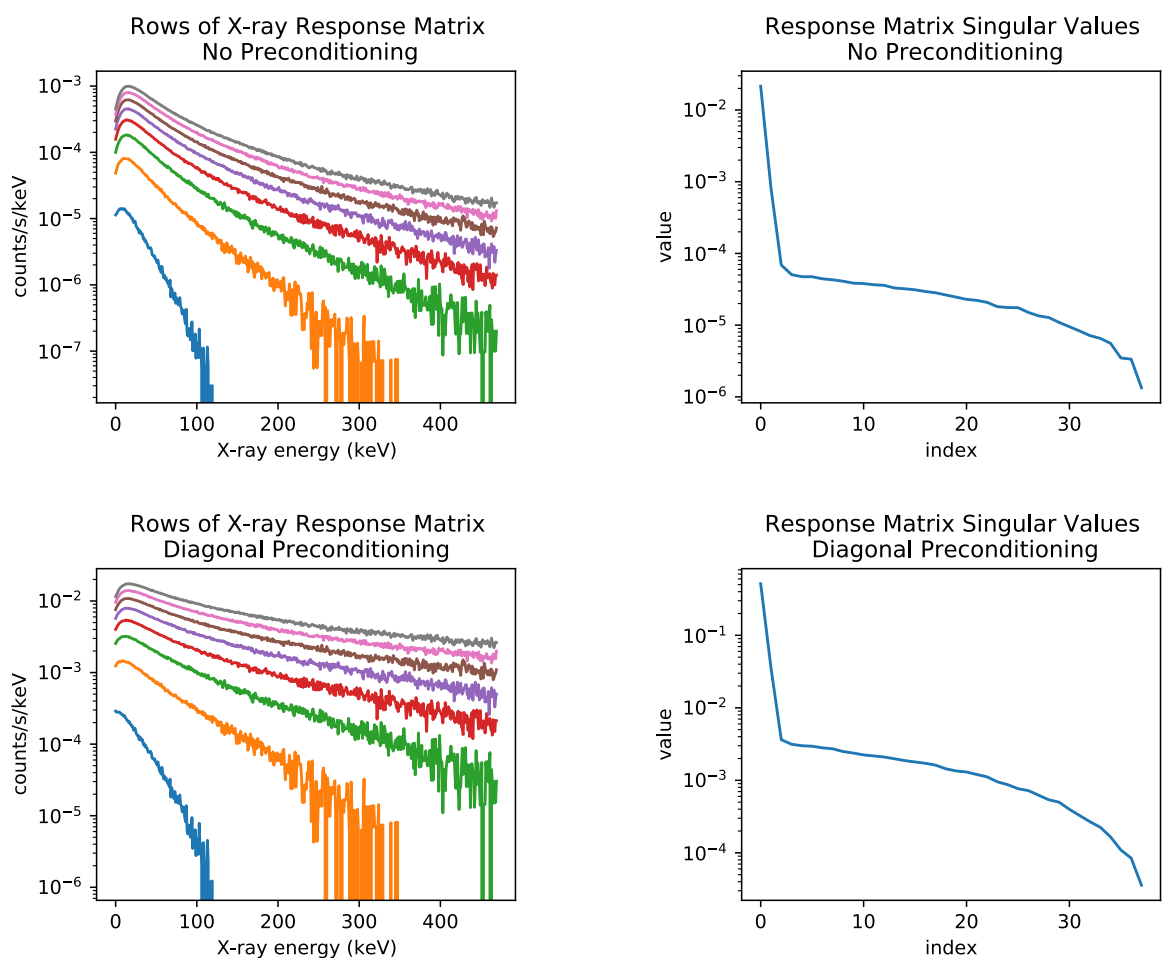 Rows of X-ray Response Matrix
No Preconditioning
counts/s/keV
10⁻³
10⁻⁴
10⁻⁵
10⁻⁶
10⁻⁷
0 100 200 300 400
X-ray energy (keV)
Response Matrix Singular Values
No Preconditioning
value
10⁻²
10⁻³
10⁻⁴
10⁻⁵
10⁻⁶
0 10 20 30
index
Rows of X-ray Response Matrix
Diagonal Preconditioning
counts/s/keV
10⁻²
10⁻³
10⁻⁴
10⁻⁵
10⁻⁶
0 100 200 300 400
X-ray energy (keV)
Response Matrix Singular Values
Diagonal Preconditioning
value
10⁻¹
10⁻²
10⁻³
10⁻⁴
0 10 20 30
index